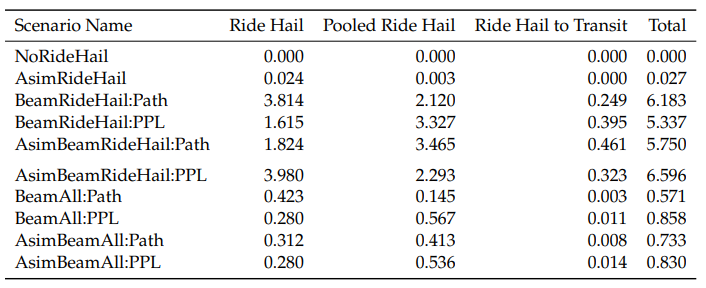 Scenario Name Ride Hail Pooled Ride Hail Ride Hail to Transit Total
NoRideHail 0.000 0.000 0.000 0.000
AsimRideHail 0.024 0.003 0.000 0.027
BeamRideHail:Path 3.814 2.120 0.249 6.183
BeamRideHail:PPL 1.615 3.327 0.395 5.337
AsimBeamRideHail:Path 1.824 3.465 0.461 5.750
AsimBeamRideHail:PPL 3.980 2.293 0.323 6.596
BeamAll:Path 0.423 0.145 0.003 0.571
BeamAll:PPL 0.280 0.567 0.011 0.858
AsimBeamAll:Path 0.312 0.413 0.008 0.733
AsimBeamAll:PPL 0.280 0.536 0.014 0.830